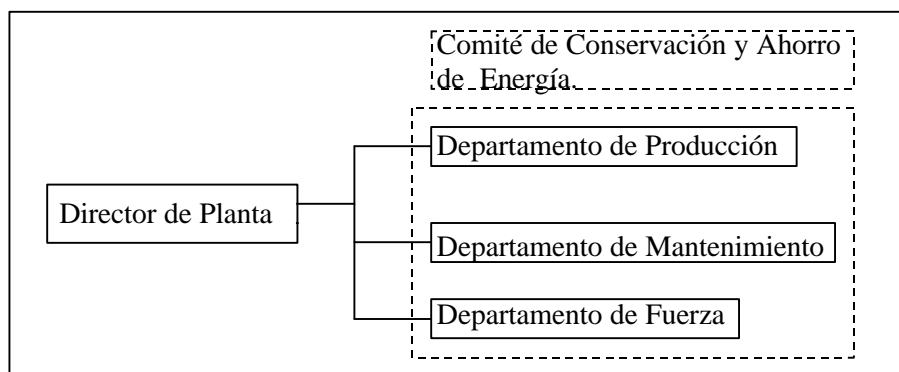 Comité de Conservación y Ahorro
de Energía.
Departamento de Producción
Director de Planta
Departamento de Mantenimiento
Departamento de Fuerza